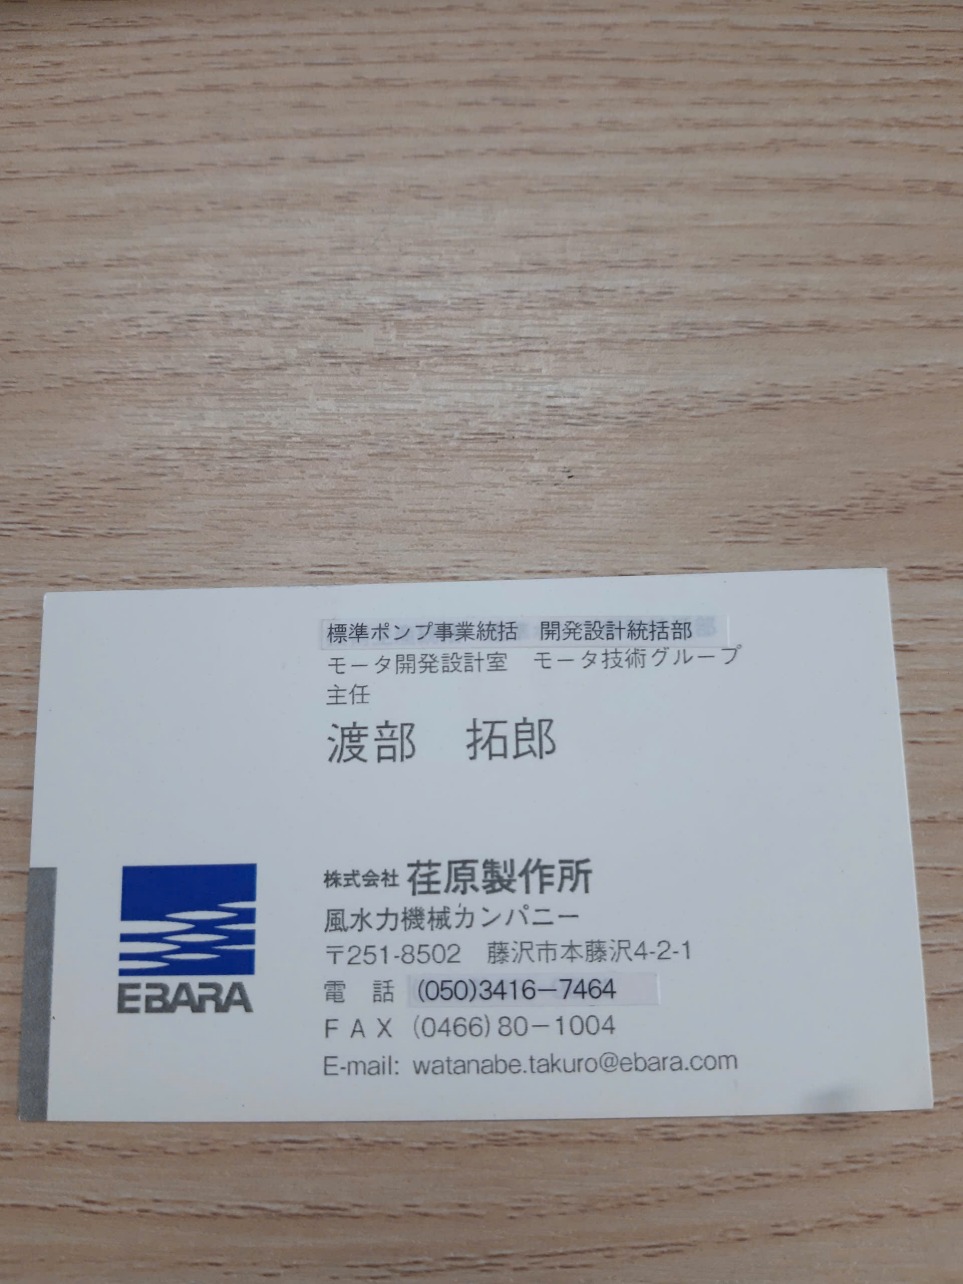 標準ポンプ事業統括　開発設計統括部
モータ開発設計室　モータ技術グループ
主任
渡部　拓郎
株式会社 荏原製作所
風水力機械カンパニー
〒251-8502　藤沢市本藤沢4-2-1
電　話 (050)3416−7464
ＦＡＸ (0466)80−1004
E-mail: watanabe.takuro@ebara.com
EBARA